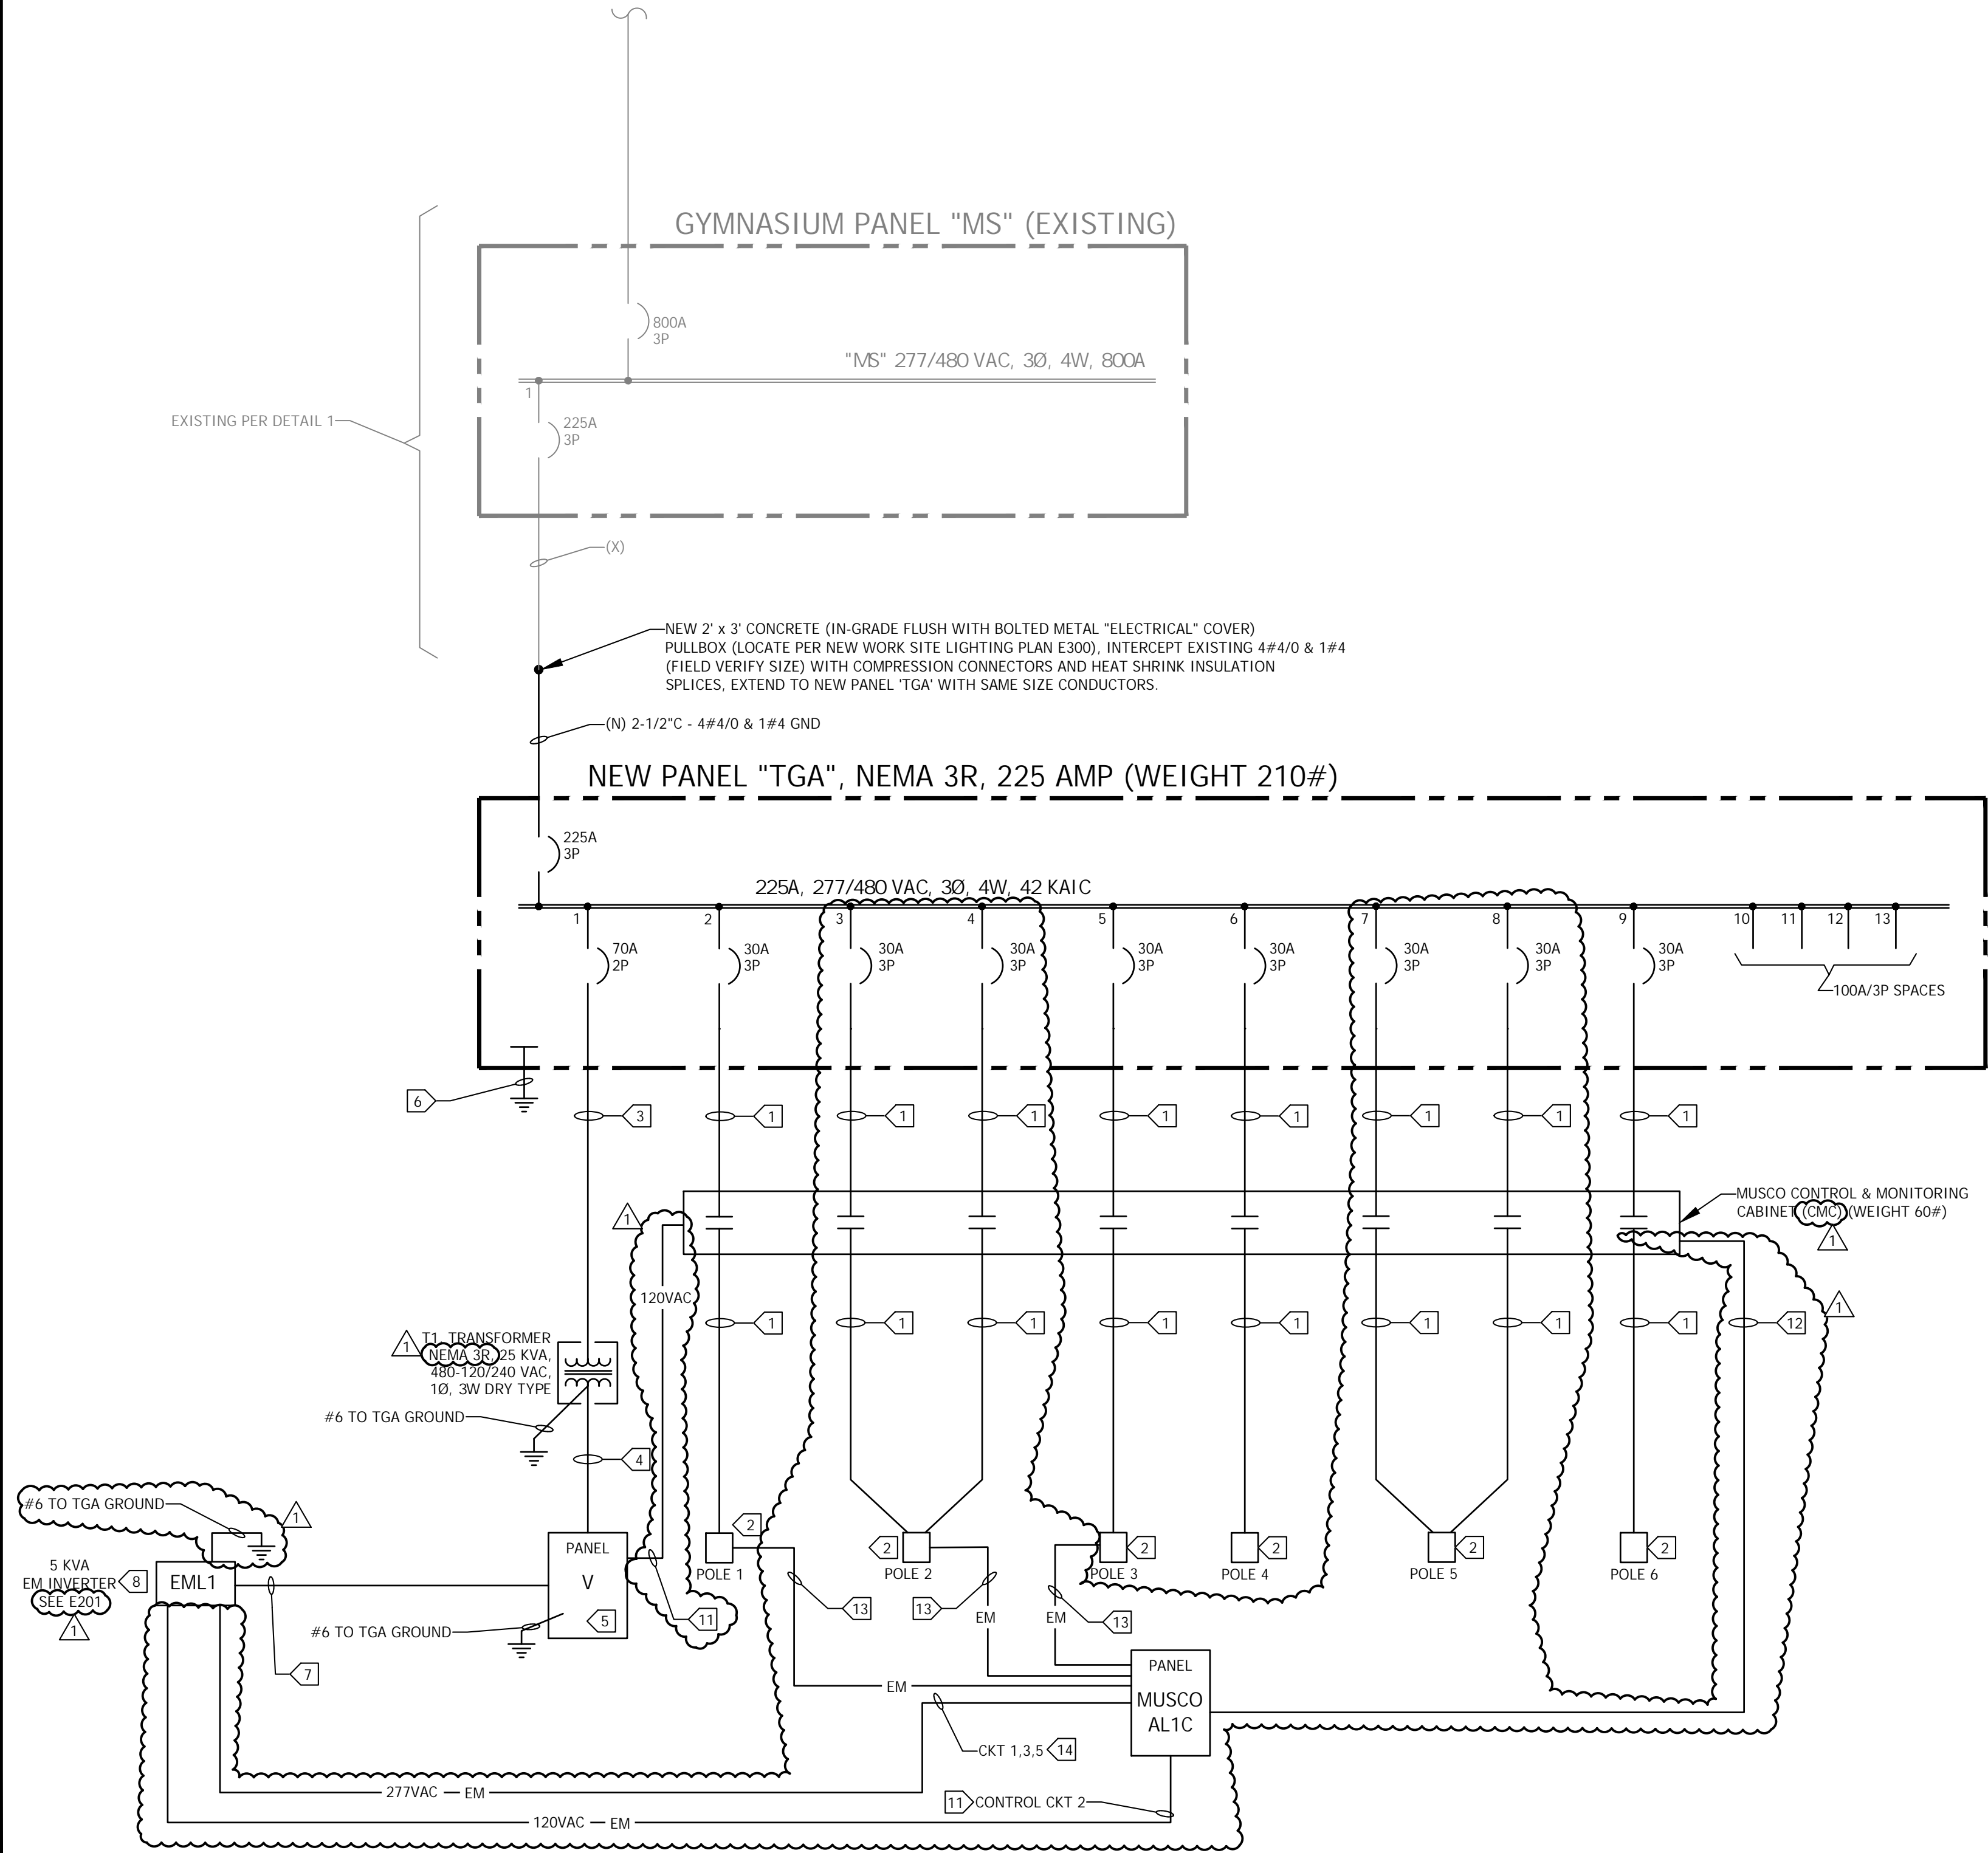 GYMNASIUM PANEL "MS" (EXISTING)
800A
3P
"MS" 277/480 VAC, 3Ø, 4W, 800A
1
225A
3P
EXISTING PER DETAIL 1
(X)
NEW 2' x 3' CONCRETE (IN-GRADE FLUSH WITH BOLTED METAL "ELECTRICAL" COVER)
PULLBOX (LOCATE PER NEW WORK SITE LIGHTING PLAN E300), INTERCEPT EXISTING 4#4/0 & 1#4
(FIELD VERIFY SIZE) WITH COMPRESSION CONNECTORS AND HEAT SHRINK INSULATION
SPLICES, EXTEND TO NEW PANEL 'TGA' WITH SAME SIZE CONDUCTORS.
(N) 2-1/2"C - 4#4/0 & 1#4 GND
NEW PANEL "TGA", NEMA 3R, 225 AMP (WEIGHT 210#)
225A
3P
225A, 277/480 VAC, 3Ø, 4W, 42 KAIC
1
2
3
4
5
6
7
8
9
10
11
12
13
70A
2P
30A
3P
30A
3P
30A
3P
30A
3P
30A
3P
30A
3P
30A
3P
30A
3P
100A/3P SPACES
6
3
1
1
1
1
1
1
1
1
MUSCO CONTROL & MONITORING
CABINET (CMC) (WEIGHT 60#)
1
1
120VAC
1
1
1
1
1
1
1
1
12
1
1
T1, TRANSFORMER
NEMA 3R, 25 KVA,
480-120/240 VAC,
1Ø, 3W DRY TYPE
#6 TO TGA GROUND
4
#6 TO TGA GROUND
1
5 KVA
EM INVERTER
SEE E201
1
8
EML1
7
PANEL
V
5
#6 TO TGA GROUND
11
2
POLE 1
2
POLE 2
2
POLE 3
2
POLE 4
2
POLE 5
2
POLE 6
13
13
EM
EM
13
EM
PANEL
MUSCO
AL1C
CKT 1,3,5
14
277VAC
EM
11
CONTROL CKT 2
120VAC
EM